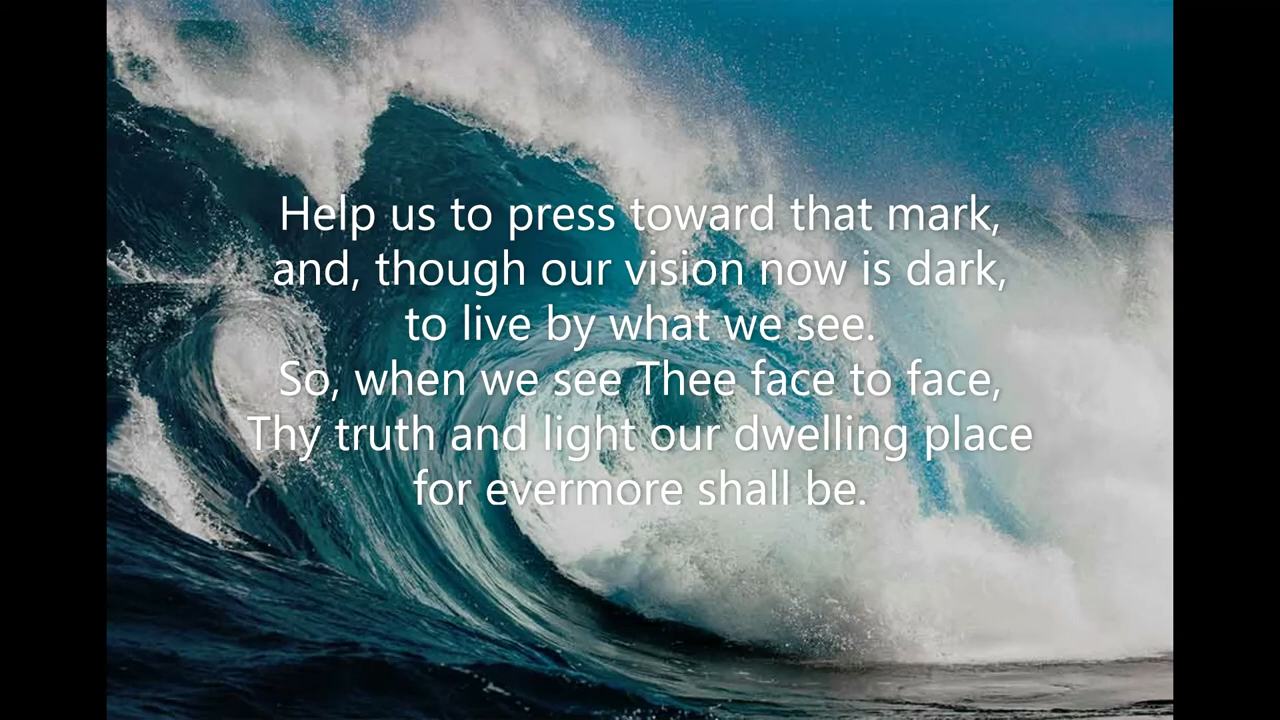 Help us to press toward that mark,
and, though our vision now is dark,
to live by what we see.
So, when we see Thee face to face,
Thy truth and light our dwelling place
for evermore shall be.